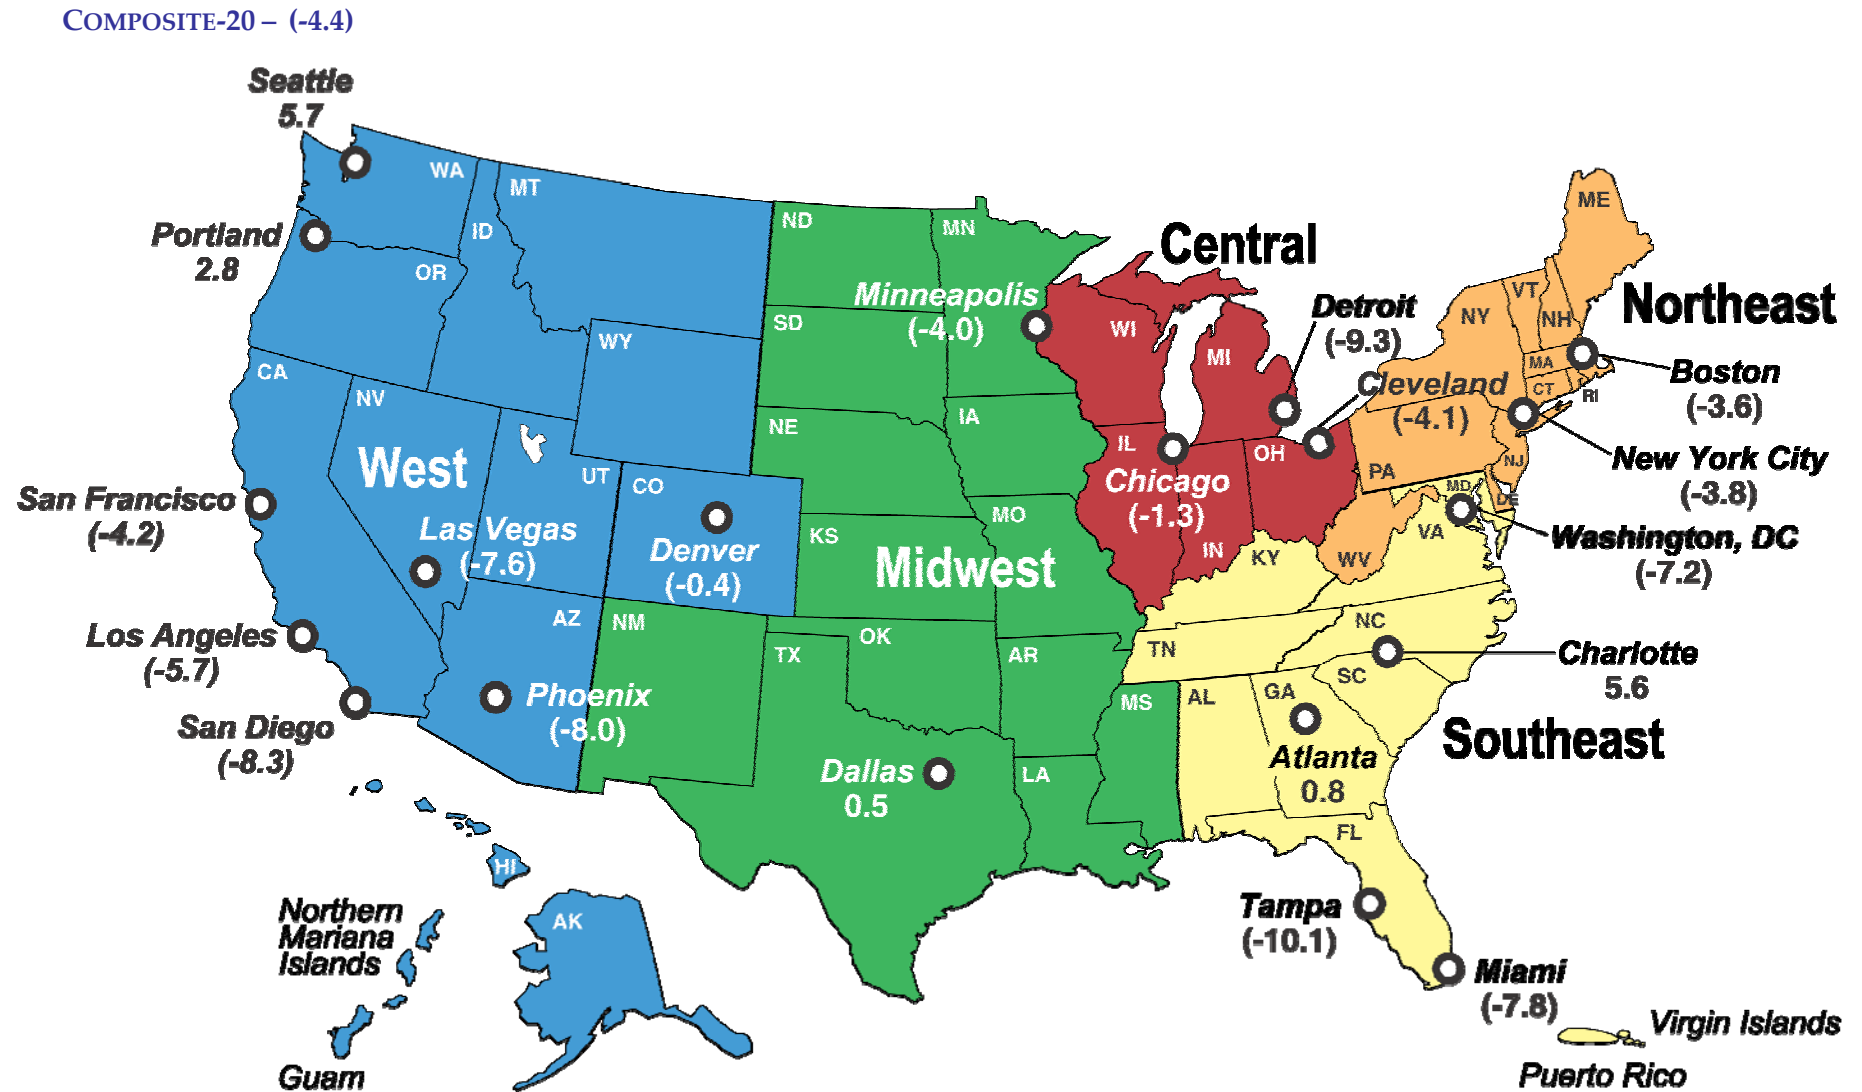 COMPOSITE-20 – (-4.4)
Seattle
5.7
WA
MT
ID
Portland
2.8
OR
ND
MN
ME
Central
Minneapolis
(-4.0)
SD
WI
MI
Detroit
(-9.3)
NY
VT
NH
Northeast
WY
CA
NV
MA
CT
RI
Boston
(-3.6)
Cleveland
(-4.1)
NE
IA
IL
OH
PA
NJ
New York City
(-3.8)
West
UT
CO
Chicago
(-1.3)
MD
DE
San Francisco
(-4.2)
Las Vegas
(-7.6)
Denver
(-0.4)
KS
MO
Midwest
IN
KY
WV
VA
Washington, DC
(-7.2)
Los Angeles
(-5.7)
AZ
NM
OK
TX
AR
TN
NC
SC
Charlotte
5.6
San Diego
(-8.3)
Phoenix
(-8.0)
MS
AL
GA
Southeast
Dallas
0.5
LA
Atlanta
0.8
FL
HI
AK
Northern
Mariana
Islands
Guam
Tampa
(-10.1)
Miami
(-7.8)
Virgin Islands
Puerto Rico